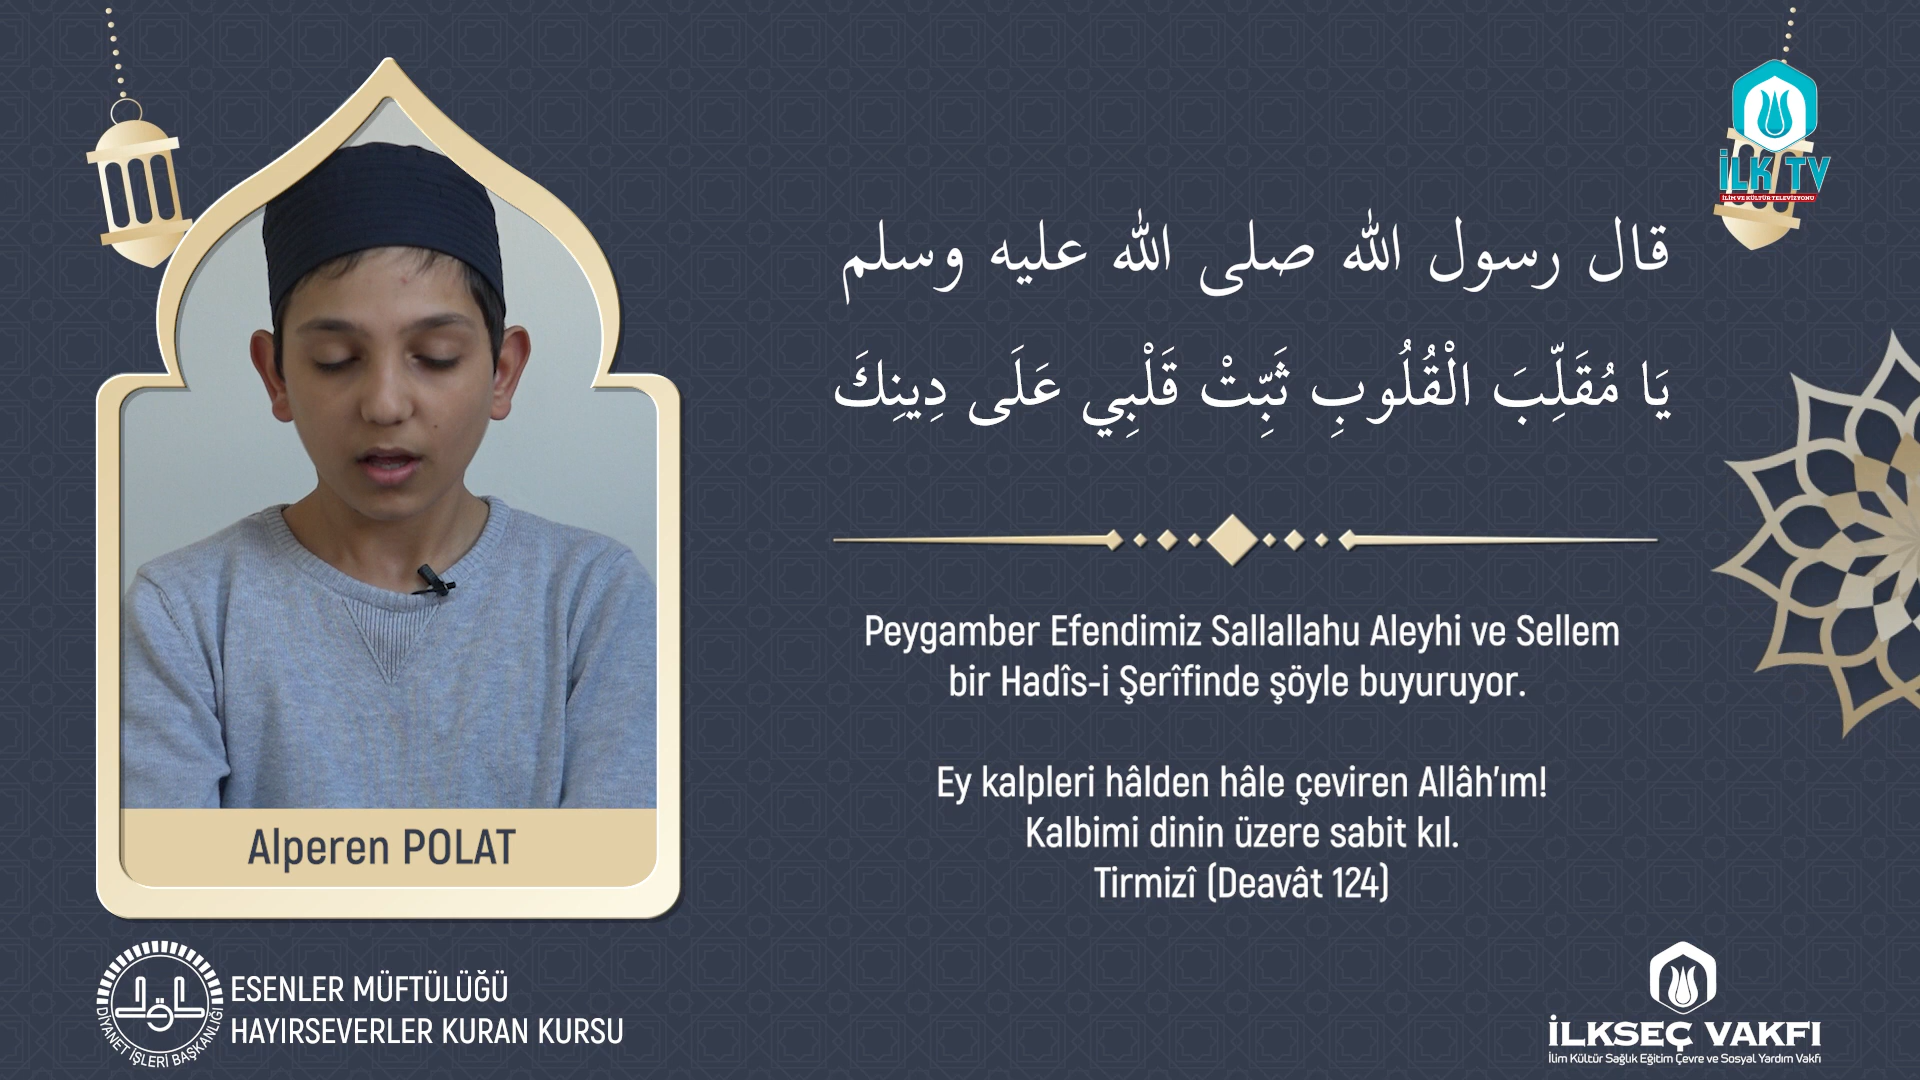 İLK TV
İLİM VE KÜLTÜR TELEVİZYONU
قال رسول الله صلى الله عليه وسلم
يَا مُقَلِّبَ الْقُلُوبِ ثَبِّتْ قَلْبِي عَلَى دِينِكَ
Peygamber Efendimiz Sallallahu Aleyhi ve Sellem
bir Hadîs-i Şerîfinde şöyle buyuruyor.
Ey kalpleri hâlden hâle çeviren Allâh'ım!
Kalbimi dinin üzere sabit kıl.
Tirmizî (Deavât 124)
Alperen POLAT
DİYANET İŞLERİ BAŞKANLIĞI
ESENLER MÜFTÜLÜĞÜ
HAYIRSEVERLER KURAN KURSU
İLKSEÇ VAKFI
İlim Kültür Sağlık Eğitim Çevre ve Sosyal Yardım Vakfı